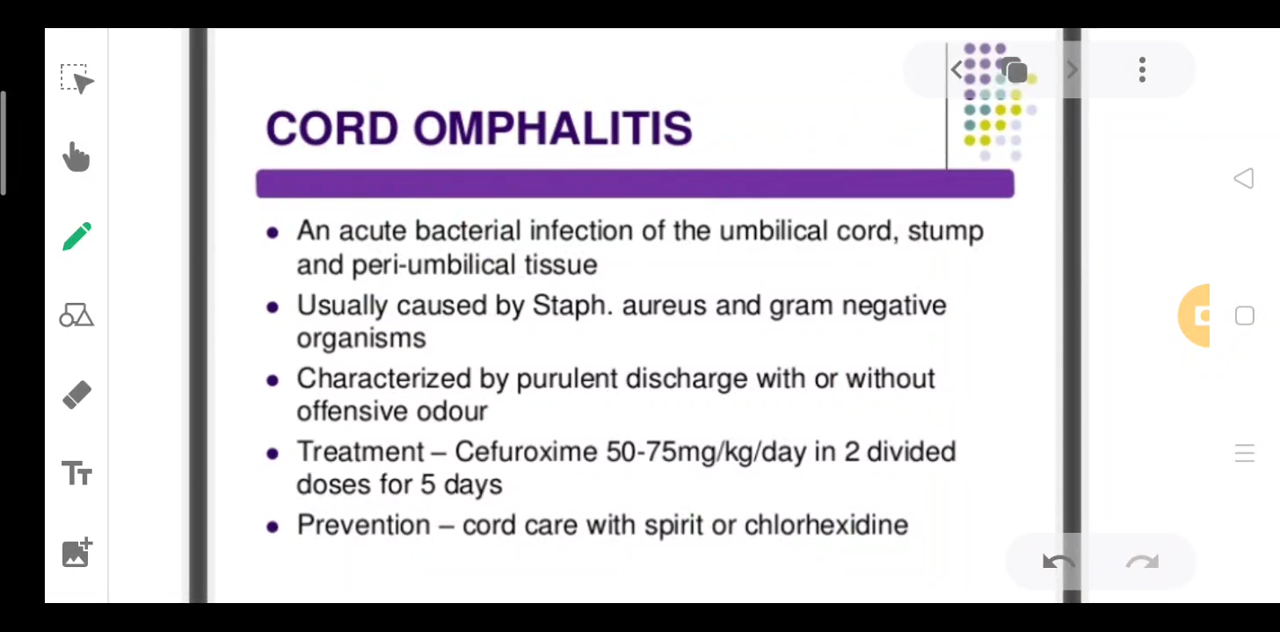 CORD OMPHALITIS
An acute bacterial infection of the umbilical cord, stump
and peri-umbilical tissue
Usually caused by Staph. aureus and gram negative
organisms
Characterized by purulent discharge with or without
offensive odour
Treatment – Cefuroxime 50-75mg/kg/day in 2 divided
doses for 5 days
Prevention – cord care with spirit or chlorhexidine
TT